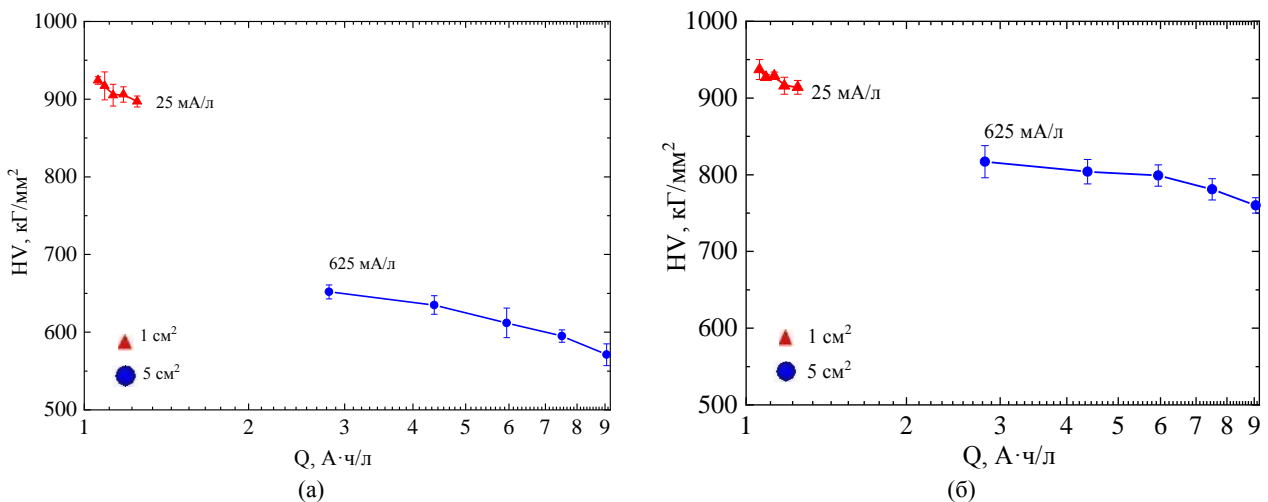 1000
900
800
700
600
500
HV, кГ/мм²
25 мА/л
625 мА/л
1 см²
5 см²
1 2 3 4 5 6 7 8 9
Q, А·ч/л
(а)
1000
900
800
700
600
500
HV, кГ/мм²
25 мА/л
625 мА/л
1 см²
5 см²
1 2 3 4 5 6 7 8 9
Q, А·ч/л
(б)